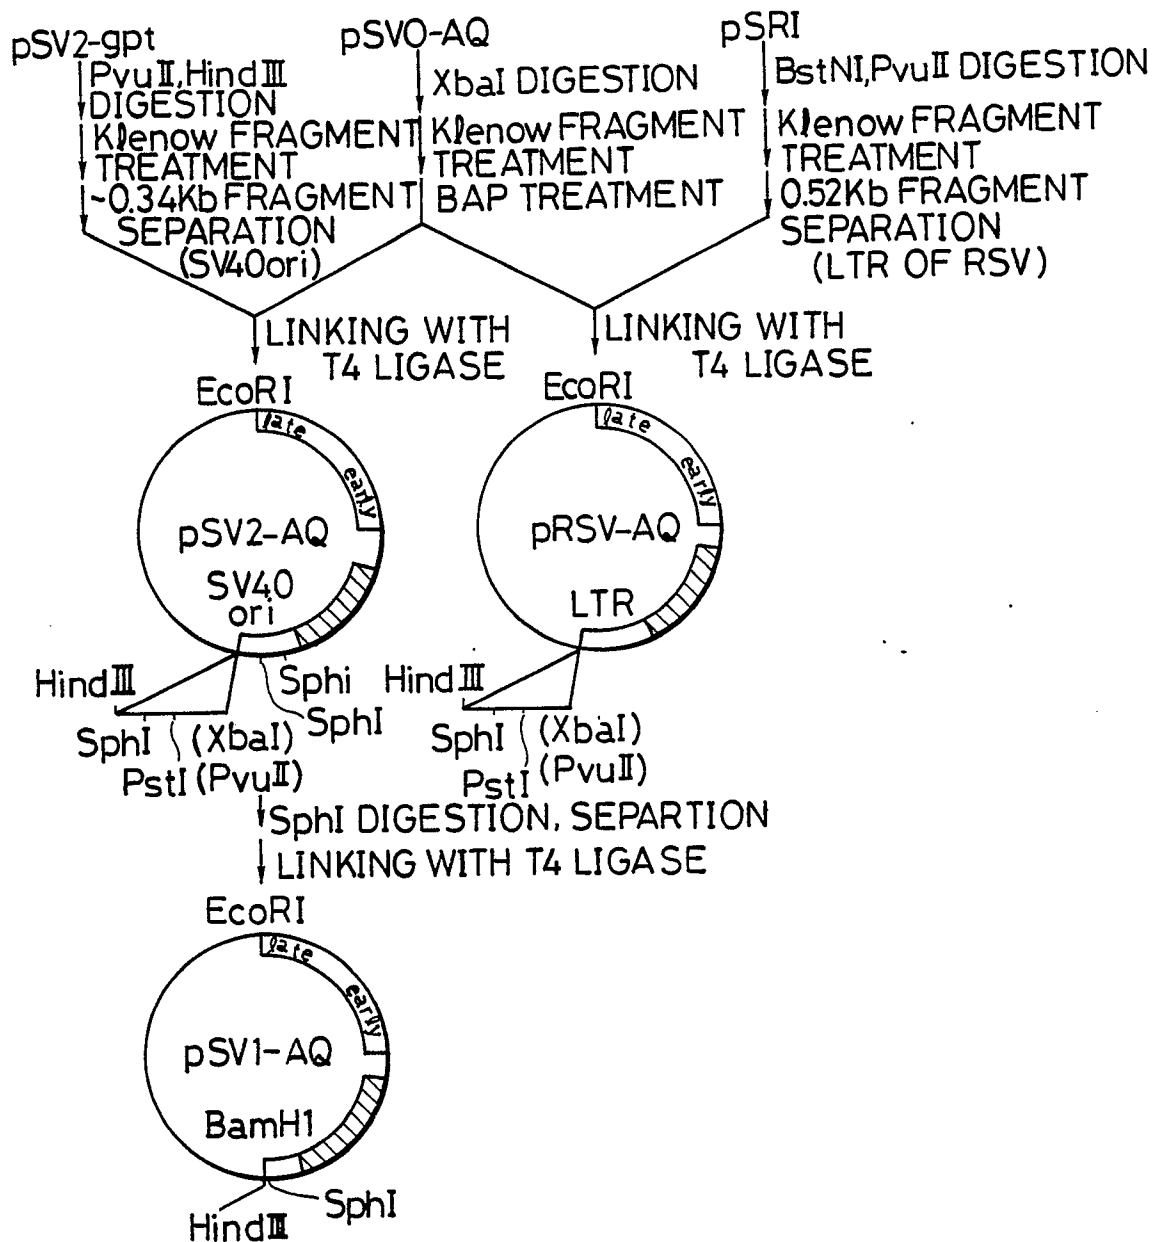 pSV2-gpt
PvuⅡ,HindⅢ
DIGESTION
Klenow FRAGMENT
TREATMENT
~0.34Kb FRAGMENT
SEPARATION
(SV40ori)
pSVO-AQ
XbaI DIGESTION
Klenow FRAGMENT
TREATMENT
BAP TREATMENT
pSRI
BstNI,PvuⅡ DIGESTION
Klenow FRAGMENT
TREATMENT
0.52Kb FRAGMENT
SEPARATION
(LTR OF RSV)
LINKING WITH
T4 LIGASE
LINKING WITH
T4 LIGASE
EcoRI
late
early
pSV2-AQ
SV40
ori
HindⅢ
Sphi
SphI
SphI
(XbaI)
PstI
(PvuⅡ)
EcoRI
late
early
pRSV-AQ
LTR
HindⅢ
SphI
(XbaI)
PstI
(PvuⅡ)
SphI DIGESTION, SEPARTION
LINKING WITH T4 LIGASE
EcoRI
late
early
pSV1-AQ
BamH1
SphI
HindⅢ